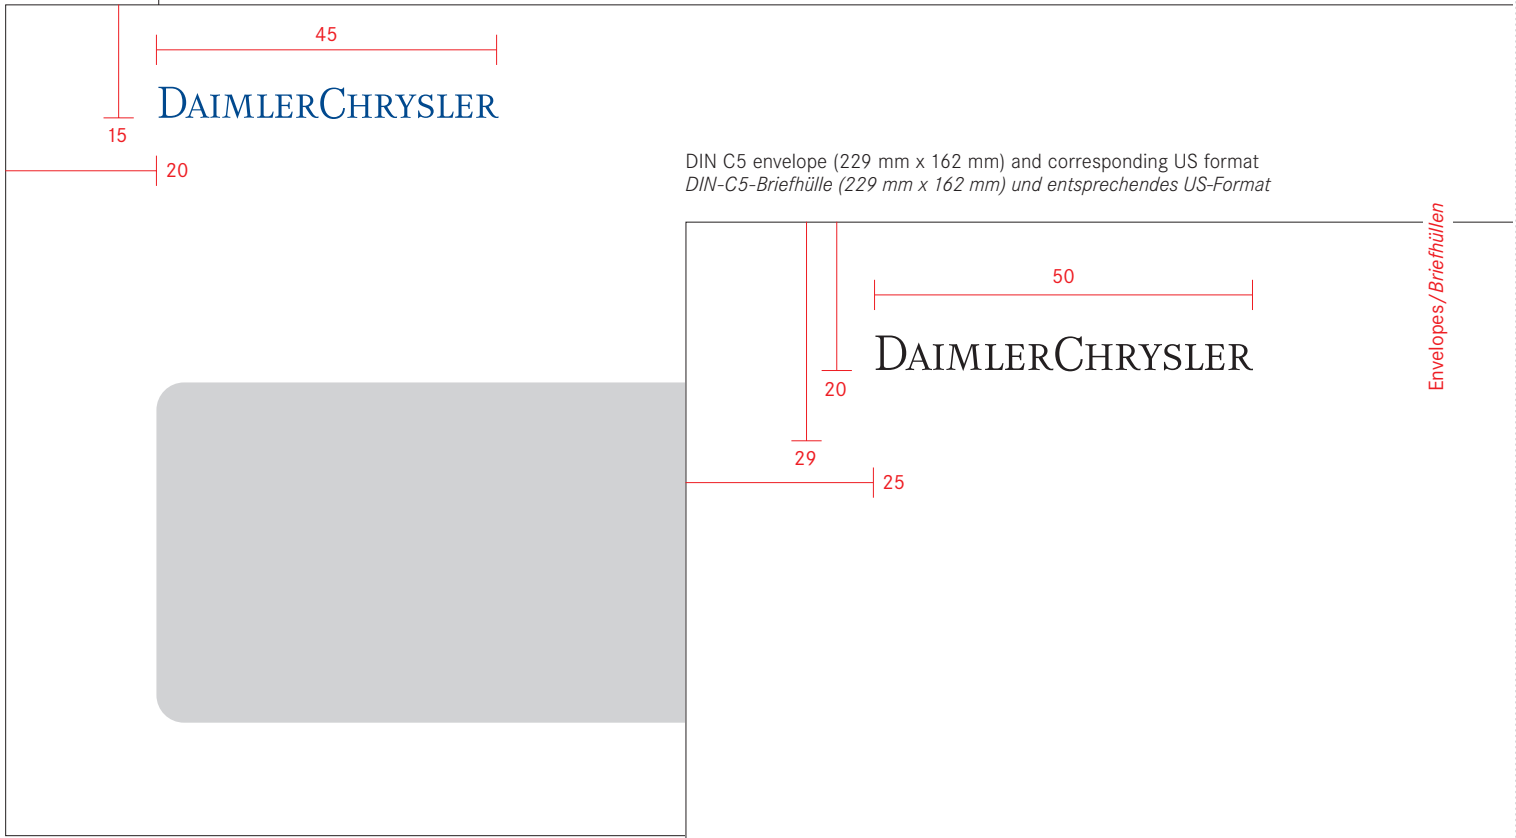 45
DAIMLERCHRYSLER
15
20
DIN C5 envelope (229 mm x 162 mm) and corresponding US format
DIN-C5-Briefhülle (229 mm x 162 mm) und entsprechendes US-Format
Envelopes/Briefhüllen
50
DAIMLERCHRYSLER
20
29
25